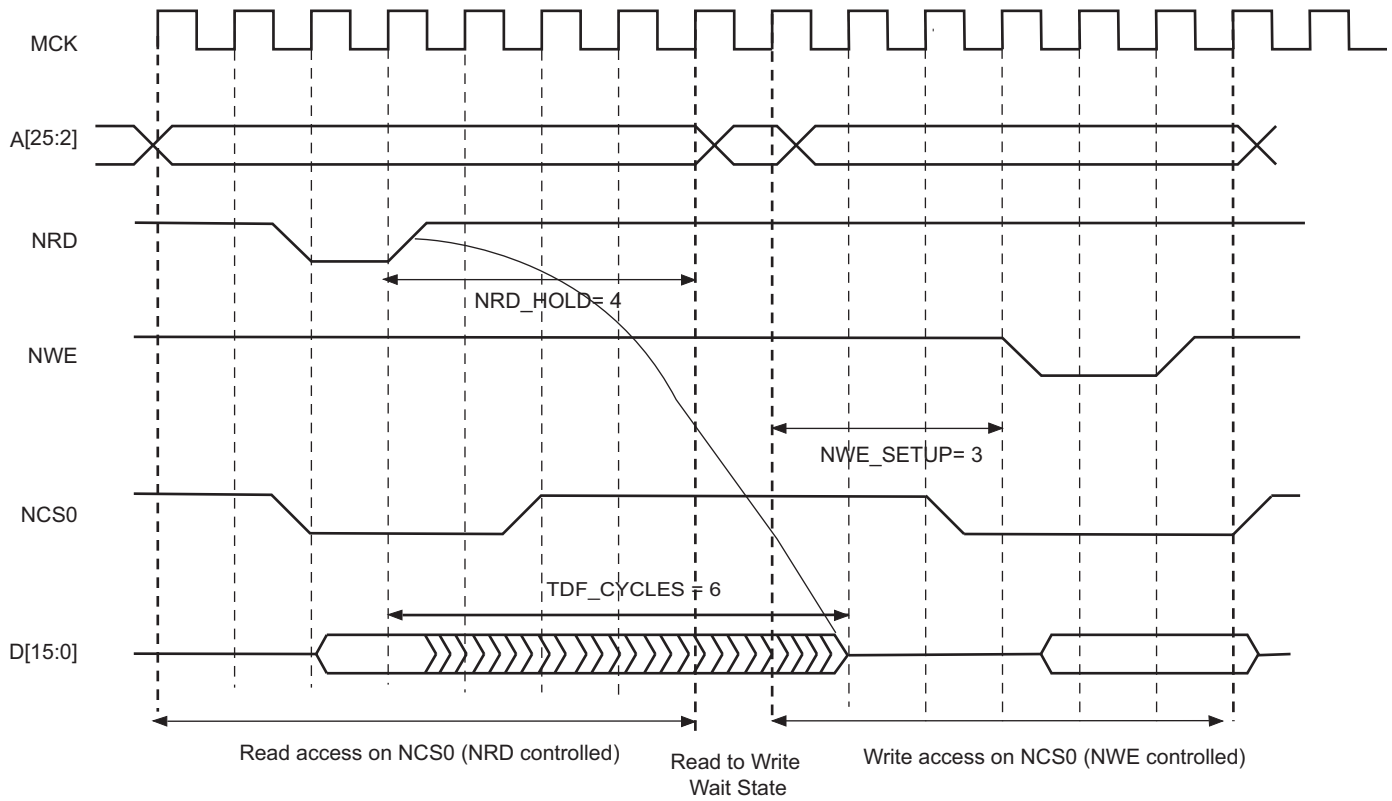 MCK
A[25:2]
NRD
NRD_HOLD= 4
NWE
NWE_SETUP= 3
NCS0
TDF_CYCLES = 6
D[15:0]
Read access on NCS0 (NRD controlled)
Read to Write
Wait State
Write access on NCS0 (NWE controlled)